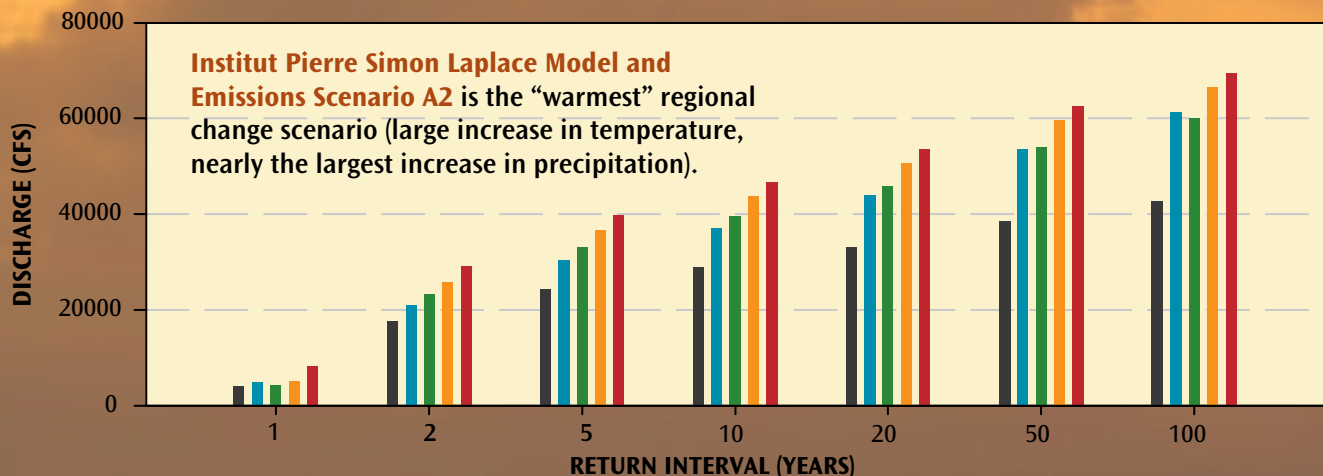 80000
60000
40000
20000
0
DISCHARGE (CFS)
Institut Pierre Simon Laplace Model and
Emissions Scenario A2 is the “warmest” regional
change scenario (large increase in temperature,
nearly the largest increase in precipitation).
1 2 5 10 20 50 100
RETURN INTERVAL (YEARS)